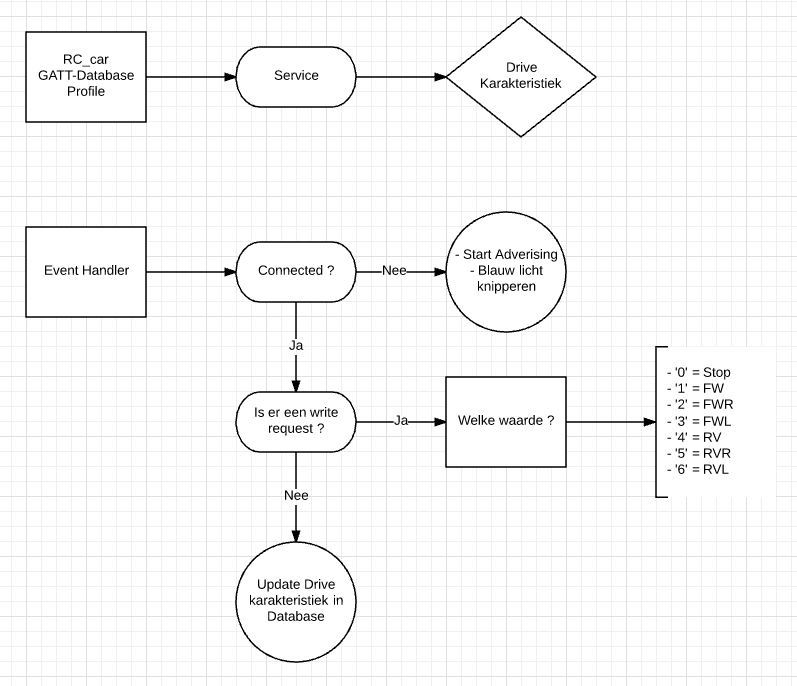 RC_car
GATT-Database
Profile
Service
Drive
Karakteristiek
Event Handler
Connected ?
Nee
- Start Adverising
- Blauw licht
knipperen
Ja
Is er een write
request ?
Ja
Welke waarde ?
- '0' = Stop
- '1' = FW
- '2' = FWR
- '3' = FWL
- '4' = RV
- '5' = RVR
- '6' = RVL
Nee
Update Drive
karakteristiek in
Database